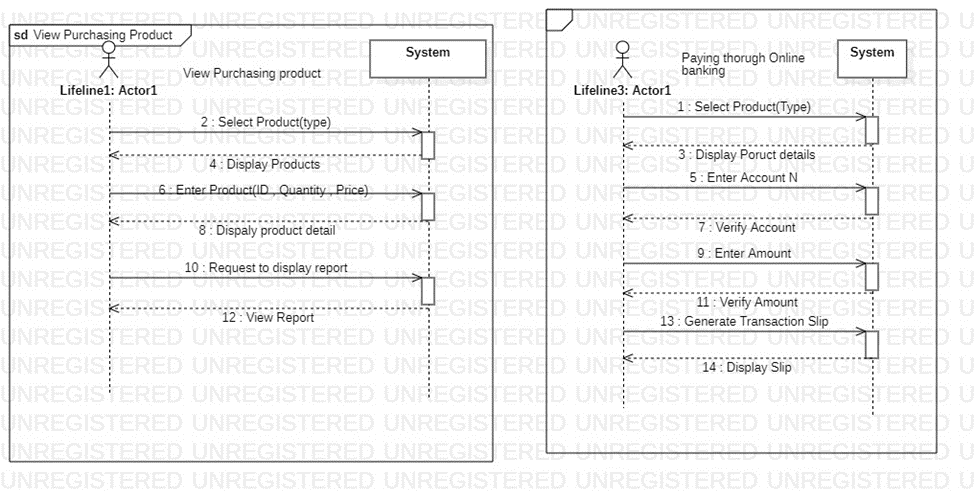 sd View Purchasing Product
View Purchasing product
System
Lifeline1: Actor1
2 : Select Product(type)
4 : Display Products
6 : Enter Product(ID , Quantity , Price)
8 : Dispaly product detail
10 : Request to display report
12 : View Report
Paying thorugh Online
banking
System
Lifeline3: Actor1
1 : Select Product(Type)
3 : Display Poruct details
5 : Enter Account N
7 : Verify Account
9 : Enter Amount
11 : Verify Amount
13 : Generate Transaction Slip
14 : Display Slip
UNREGISTERED